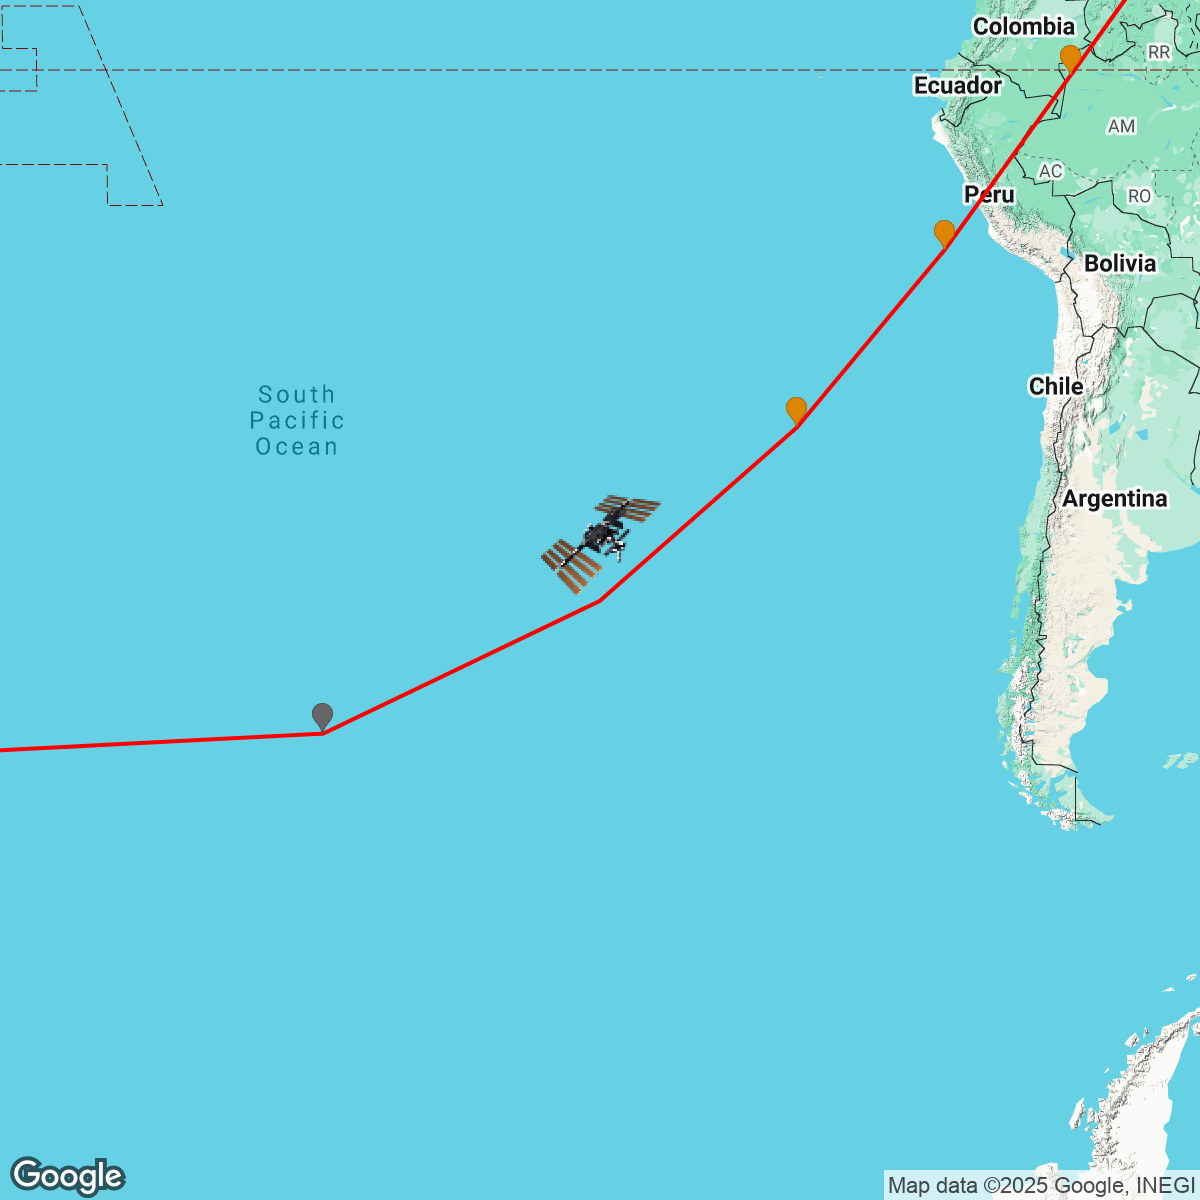 Colombia
RR
Ecuador
AM
AC
Peru
RO
Bolivia
Chile
South
Pacific
Ocean
Argentina
Google
Map data ©2025 Google, INEGI